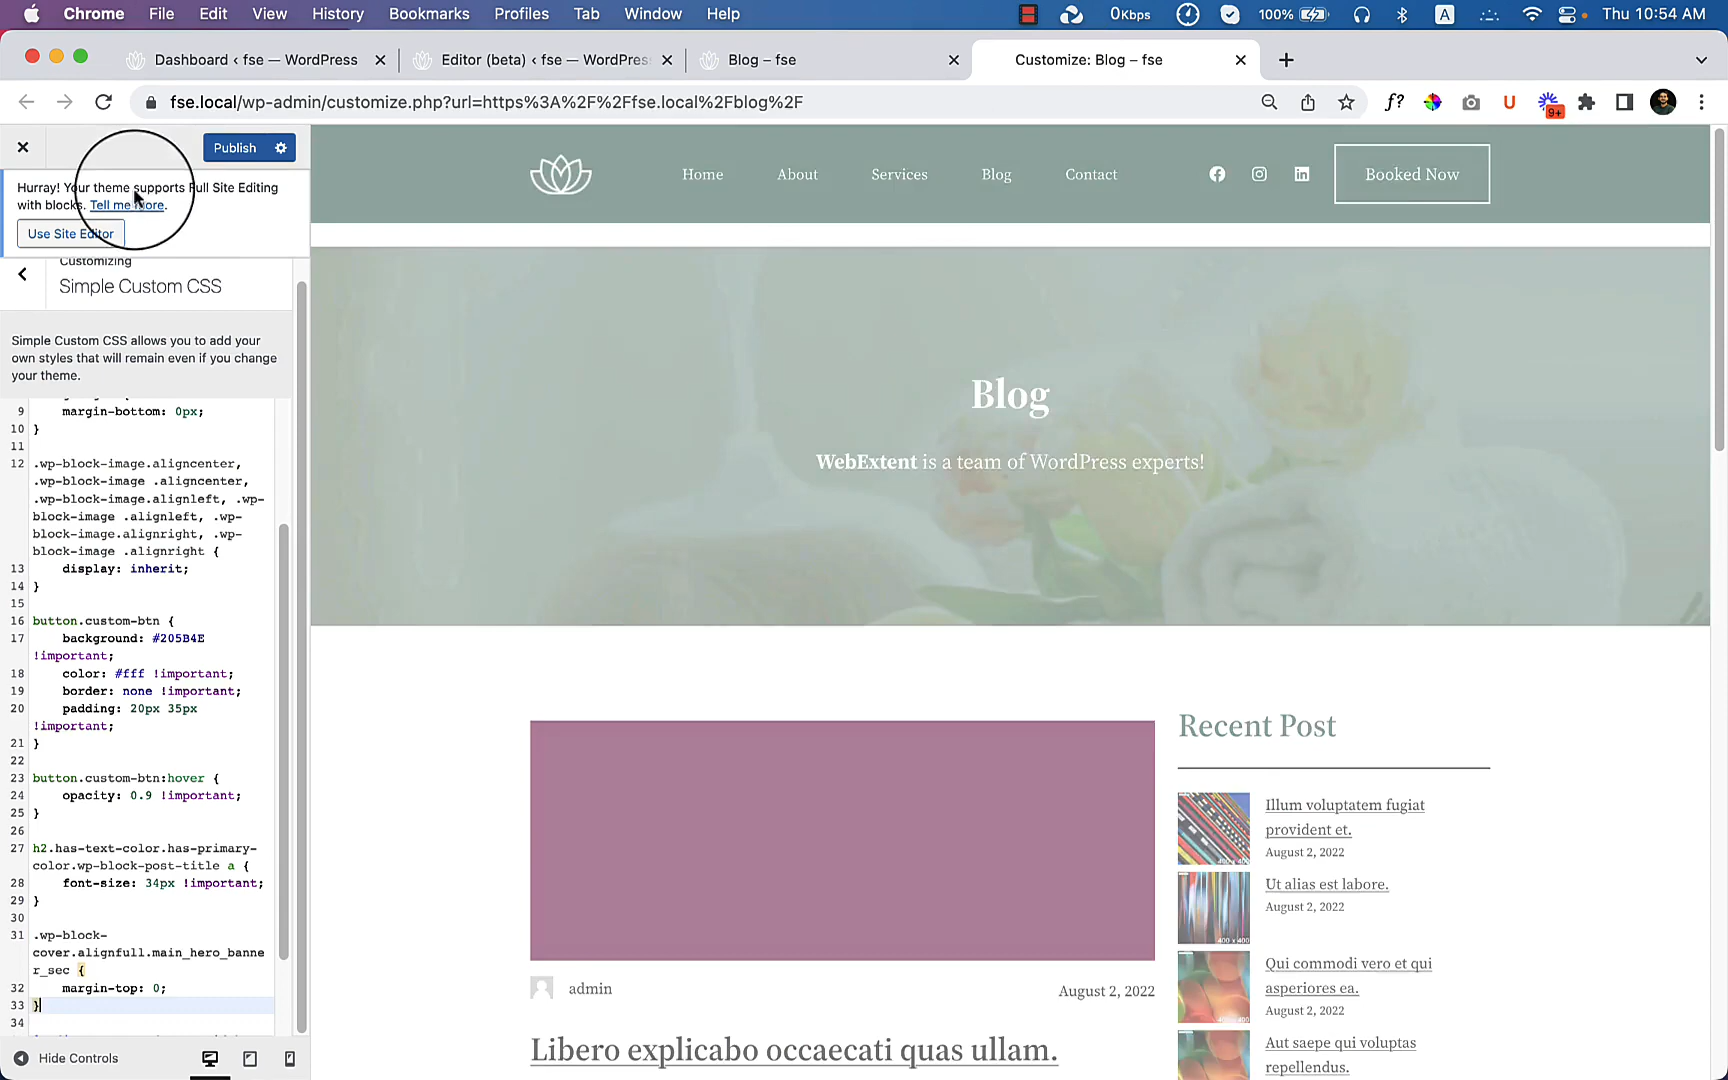 Chrome File Edit View History Bookmarks Profiles Tab Window Help 0Kbps 100% A Thu 10:54 AM
Dashboard ‹ fse — WordPress Editor (beta) ‹ fse — WordPress Blog – fse Customize: Blog – fse
fse.local/wp-admin/customize.php?url=https%3A%2F%2Ffse.local%2Fblog%2F f? U 9+
Publish
Hurray! Your theme supports Full Site Editing
with blocks. Tell me more.
Use Site Editor
Customizing
Simple Custom CSS
Simple Custom CSS allows you to add your
own styles that will remain even if you change
your theme.
9 margin-bottom: 0px;
10 }
11
12 .wp-block-image.aligncenter,
.wp-block-image .aligncenter,
.wp-block-image.alignleft, .wp-
block-image .alignleft, .wp-
block-image.alignright, .wp-
block-image .alignright {
13 display: inherit;
14 }
15
16 button.custom-btn {
17 background: #205B4E
!important;
18 color: #fff !important;
19 border: none !important;
20 padding: 20px 35px
!important;
21 }
22
23 button.custom-btn:hover {
24 opacity: 0.9 !important;
25 }
26
27 h2.has-text-color.has-primary-
color.wp-block-post-title a {
28 font-size: 34px !important;
29 }
30
31 .wp-block-
cover.alignfull.main_hero_banne
r_sec {
32 margin-top: 0;
33 }
34
Hide Controls
Home About Services Blog Contact Booked Now
Blog
WebExtent is a team of WordPress experts!
Recent Post
Illum voluptatem fugiat
provident et.
August 2, 2022
400 x 400
Ut alias est labore.
August 2, 2022
400 x 400
Qui commodi vero et qui
asperiores ea.
August 2, 2022
400 x 400
Aut saepe qui voluptas
repellendus.
admin August 2, 2022
Libero explicabo occaecati quas ullam.